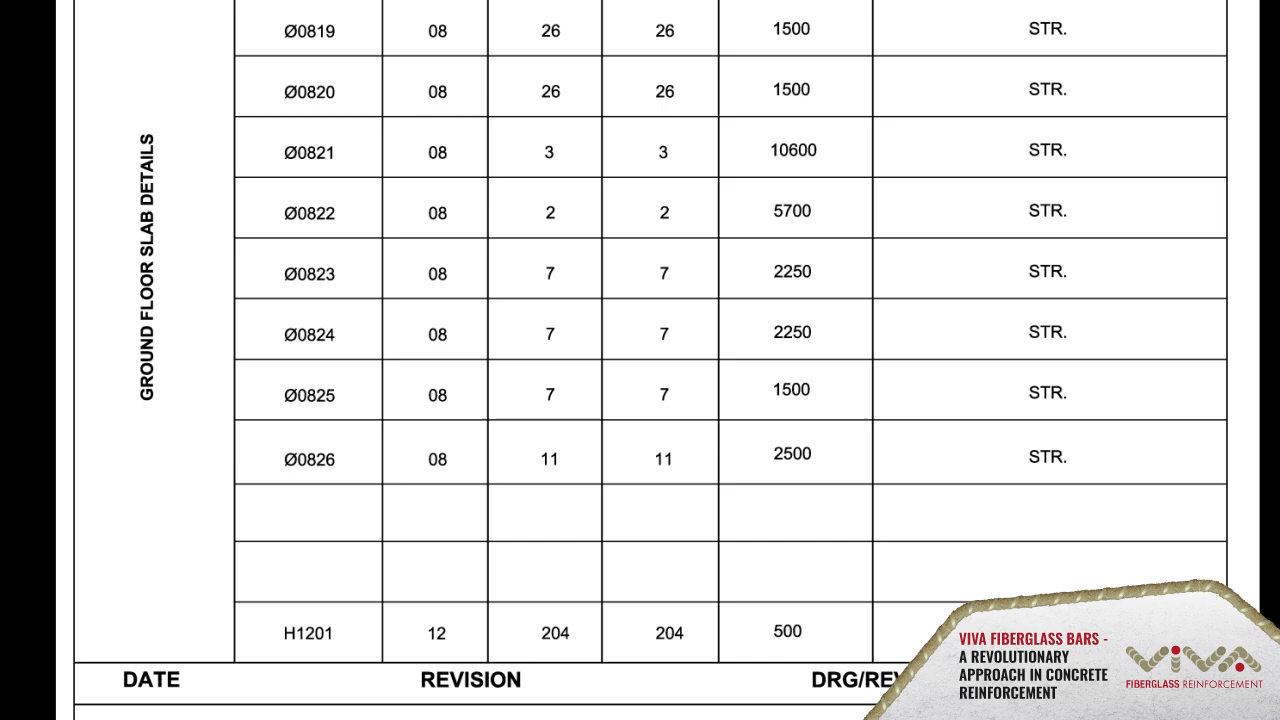 Ø0819 08 26 26 1500 STR.
Ø0820 08 26 26 1500 STR.
Ø0821 08 3 3 10600 STR.
Ø0822 08 2 2 5700 STR.
Ø0823 08 7 7 2250 STR.
Ø0824 08 7 7 2250 STR.
Ø0825 08 7 7 1500 STR.
Ø0826 08 11 11 2500 STR.
H1201 12 204 204 500
GROUND FLOOR SLAB DETAILS
DATE REVISION DRG/REV
VIVA FIBERGLASS BARS -
A REVOLUTIONARY
APPROACH IN CONCRETE
REINFORCEMENT
VIVA
FIBERGLASS REINFORCEMENT